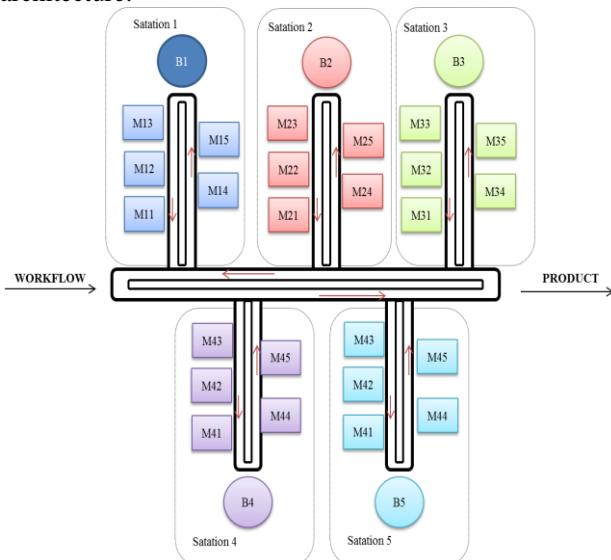 architecture.
Satation 1
Satation 2
Satation 3
B1
B2
B3
M13
M15
M12
M14
M11
M23
M25
M22
M24
M21
M33
M35
M32
M34
M31
WORKFLOW
PRODUCT
M43
M45
M42
M44
M41
M43
M45
M42
M44
M41
B4
B5
Satation 4
Satation 5